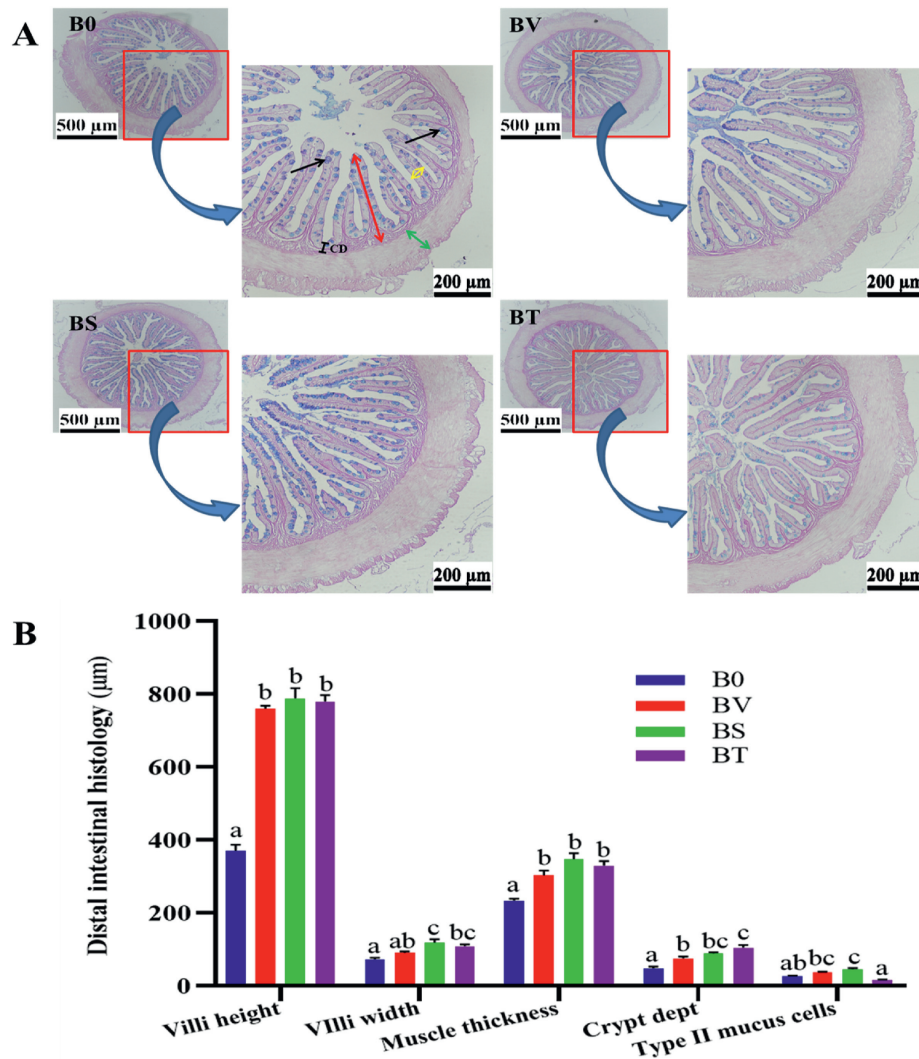 A
B0
500 µm
CD
200 µm
BV
500 µm
200 µm
BS
500 µm
200 µm
BT
500 µm
200 µm
B
Distal intestinal histology (µm)
1000
800
600
400
200
0
a b b b
a ab c bc
a b b b
a b bc c
ab bc c a
B0
BV
BS
BT
Villi height
VIlli width
Muscle thickness
Crypt dept
Type II mucus cells